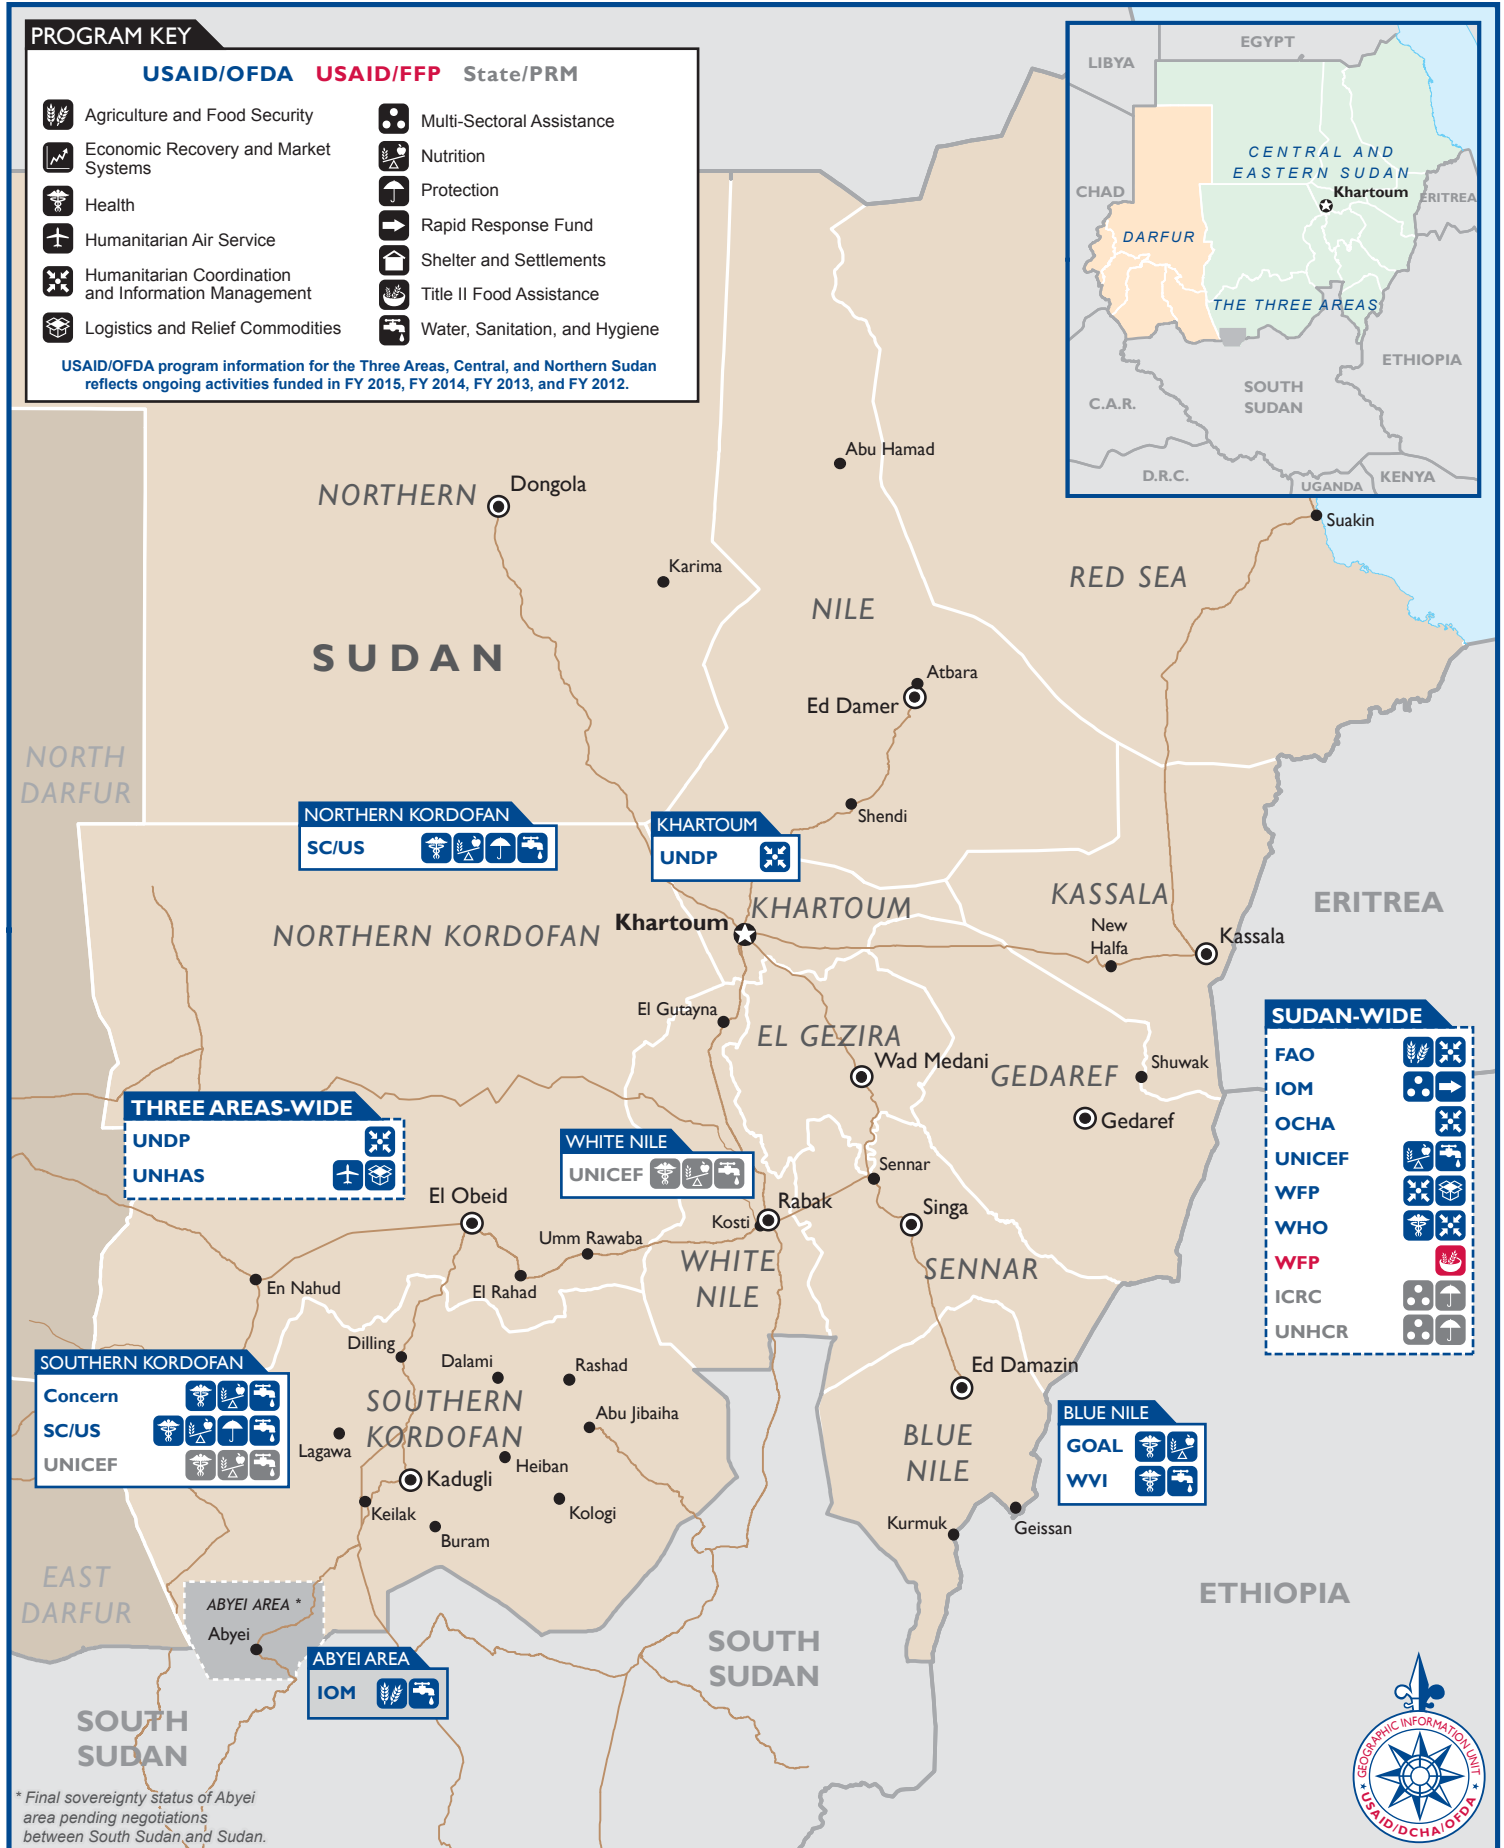 PROGRAM KEY
USAID/OFDA USAID/FFP State/PRM
Agriculture and Food Security
Economic Recovery and Market
Systems
Health
Humanitarian Air Service
Humanitarian Coordination
and Information Management
Logistics and Relief Commodities
Multi-Sectoral Assistance
Nutrition
Protection
Rapid Response Fund
Shelter and Settlements
Title II Food Assistance
Water, Sanitation, and Hygiene
USAID/OFDA program information for the Three Areas, Central, and Northern Sudan
reflects ongoing activities funded in FY 2015, FY 2014, FY 2013, and FY 2012.
EGYPT
LIBYA
CENTRAL AND
EASTERN SUDAN
CHAD
Khartoum
ERITREA
DARFUR
THE THREE AREAS
ETHIOPIA
SOUTH
SUDAN
C.A.R.
D.R.C.
UGANDA
KENYA
Abu Hamad
NORTHERN
Dongola
Suakin
Karima
RED SEA
NILE
SUDAN
Atbara
Ed Damer
NORTH
DARFUR
Shendi
NORTHERN KORDOFAN
SC/US
KHARTOUM
UNDP
KASSALA
ERITREA
KHARTOUM
Khartoum
NORTHERN KORDOFAN
New
Halfa
Kassala
El Gutayna
EL GEZIRA
Wad Medani
GEDAREF
Shuwak
Gedaref
SUDAN-WIDE
FAO
IOM
OCHA
UNICEF
WFP
WHO
WFP
ICRC
UNHCR
THREE AREAS-WIDE
UNDP
UNHAS
WHITE NILE
UNICEF
Sennar
El Obeid
Rabak
Kosti
Singa
Umm Rawaba
WHITE
NILE
SENNAR
En Nahud
El Rahad
Dilling
Dalami
Rashad
Ed Damazin
SOUTHERN KORDOFAN
Concern
SC/US
UNICEF
SOUTHERN
KORDOFAN
Abu Jibaiha
Lagawa
Heiban
Kadugli
BLUE
NILE
BLUE NILE
GOAL
WVI
Keilak
Kologi
Buram
Kurmuk
Geissan
EAST
DARFUR
ABYEI AREA *
Abyei
ETHIOPIA
SOUTH
SUDAN
ABYEI AREA
IOM
SOUTH
SUDAN
* Final sovereignty status of Abyei
area pending negotiations
between South Sudan and Sudan.
GEOGRAPHIC INFORMATION UNIT
USAID/DCHA/OFDA